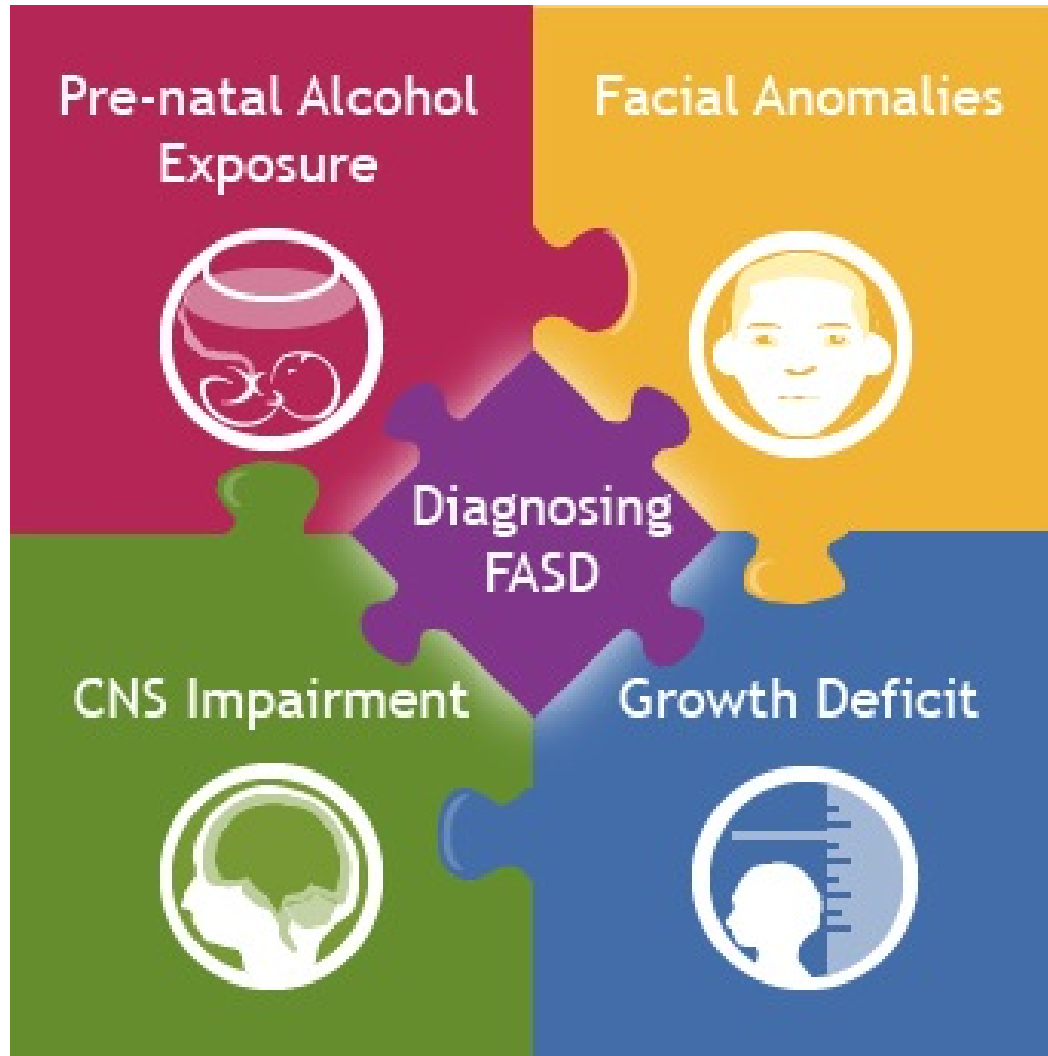 Pre-natal Alcohol
Exposure
Facial Anomalies
Diagnosing
FASD
CNS Impairment
Growth Deficit